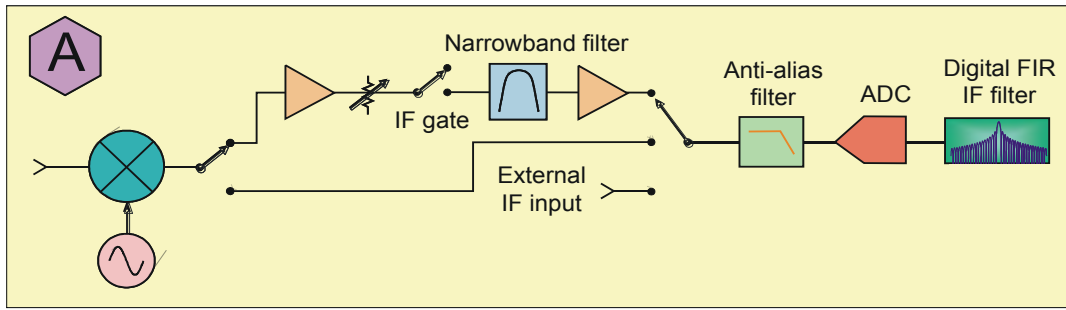 A
Narrowband filter
IF gate
External
IF input
Anti-alias
filter
ADC
Digital FIR
IF filter